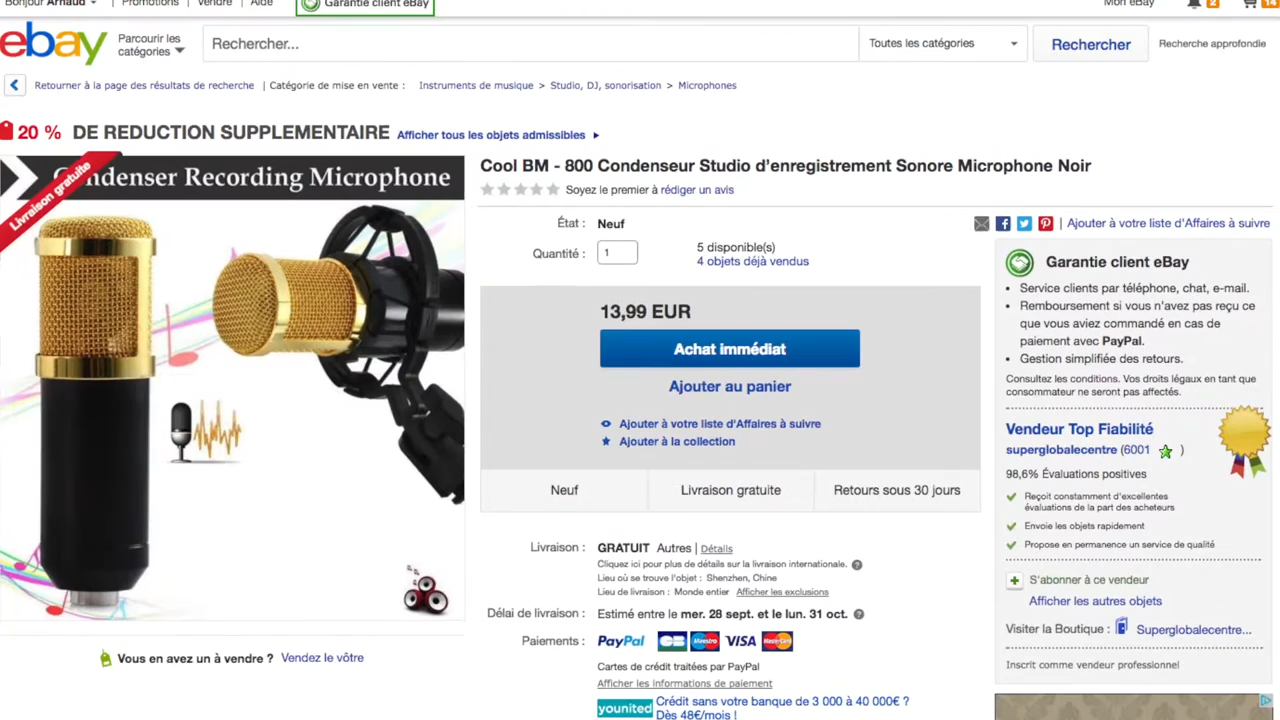 Bonjour Arnaud
Promotions
Vendre
Aide
Garantie client eBay
Mon eBay
2
14
ebay
Parcourir les
catégories
Rechercher...
Toutes les catégories
Rechercher
Recherche approfondie
Retourner à la page des résultats de recherche | Catégorie de mise en vente : Instruments de musique > Studio, DJ, sonorisation > Microphones
20 % DE REDUCTION SUPPLEMENTAIRE Afficher tous les objets admissibles
Livraison gratuite
ndenser Recording Microphone
Vous en avez un à vendre ? Vendez le vôtre
Cool BM - 800 Condenseur Studio d'enregistrement Sonore Microphone Noir
Soyez le premier à rédiger un avis
État : Neuf
Quantité : 1
5 disponible(s)
4 objets déjà vendus
13,99 EUR
Achat immédiat
Ajouter au panier
Ajouter à votre liste d'Affaires à suivre
Ajouter à la collection
Neuf
Livraison gratuite
Retours sous 30 jours
Livraison : GRATUIT Autres | Détails
Cliquez ici pour plus de détails sur la livraison internationale.
Lieu où se trouve l'objet : Shenzhen, Chine
Lieu de livraison : Monde entier Afficher les exclusions
Délai de livraison : Estimé entre le mer. 28 sept. et le lun. 31 oct.
Paiements : PayPal CB Maestro VISA MasterCard
Cartes de crédit traitées par PayPal
Afficher les informations de paiement
younited Crédit sans votre banque de 3 000 à 40 000€ ?
Dès 48€/mois !
| Ajouter à votre liste d'Affaires à suivre
Garantie client eBay
• Service clients par téléphone, chat, e-mail.
• Remboursement si vous n'avez pas reçu ce
que vous aviez commandé en cas de
paiement avec PayPal.
• Gestion simplifiée des retours.
Consultez les conditions. Vos droits légaux en tant que
consommateur ne seront pas affectés.
Vendeur Top Fiabilité
superglobalecentre (6001 )
98,6% Évaluations positives
Reçoit constamment d'excellentes
évaluations de la part des acheteurs
Envoie les objets rapidement
Propose en permanence un service de qualité
S'abonner à ce vendeur
Afficher les autres objets
Visiter la Boutique : Superglobalecentre...
Inscrit comme vendeur professionnel